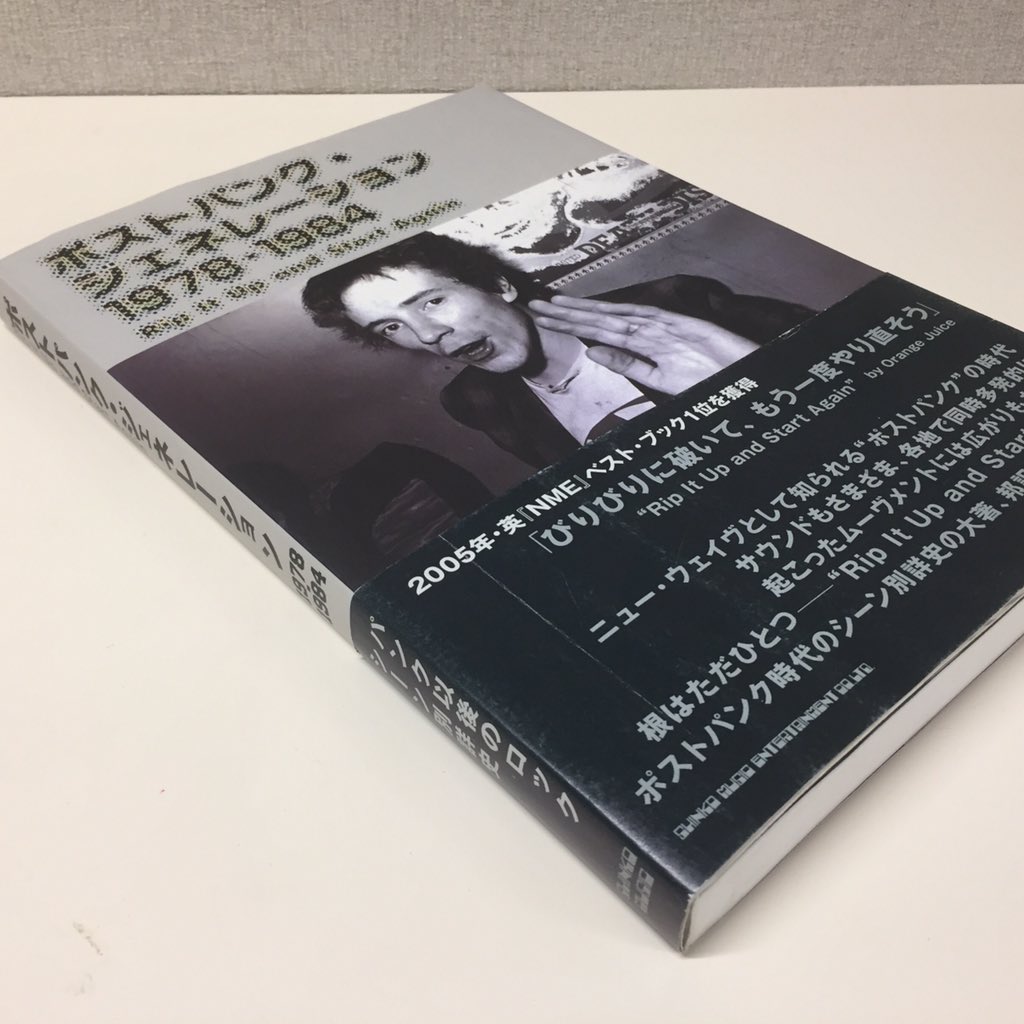 ポストパンク・
ジェネレーション
1978-1984
Rip It Up and Start Again
ポストパンク・ジェネレーション 1978 1984
2005年・英『NME』ベスト・ブック1位を獲得
「びりびりに破いて、もう一度やり直そう」
“Rip It Up and Start Again” by Orange Juice
ニュー・ウェイヴとして知られる“ポストパンク”の時代
サウンドもさまざま、各地で同時多発的に
起こったムーヴメントには広がりも
根はただひとつ――“Rip It Up and Start
ポストパンク時代のシーン別詳史の大著、邦訳
SHINKO MUSIC ENTERTAINMENT CO.,LTD.
パンク以後のロック
シーン別詳史